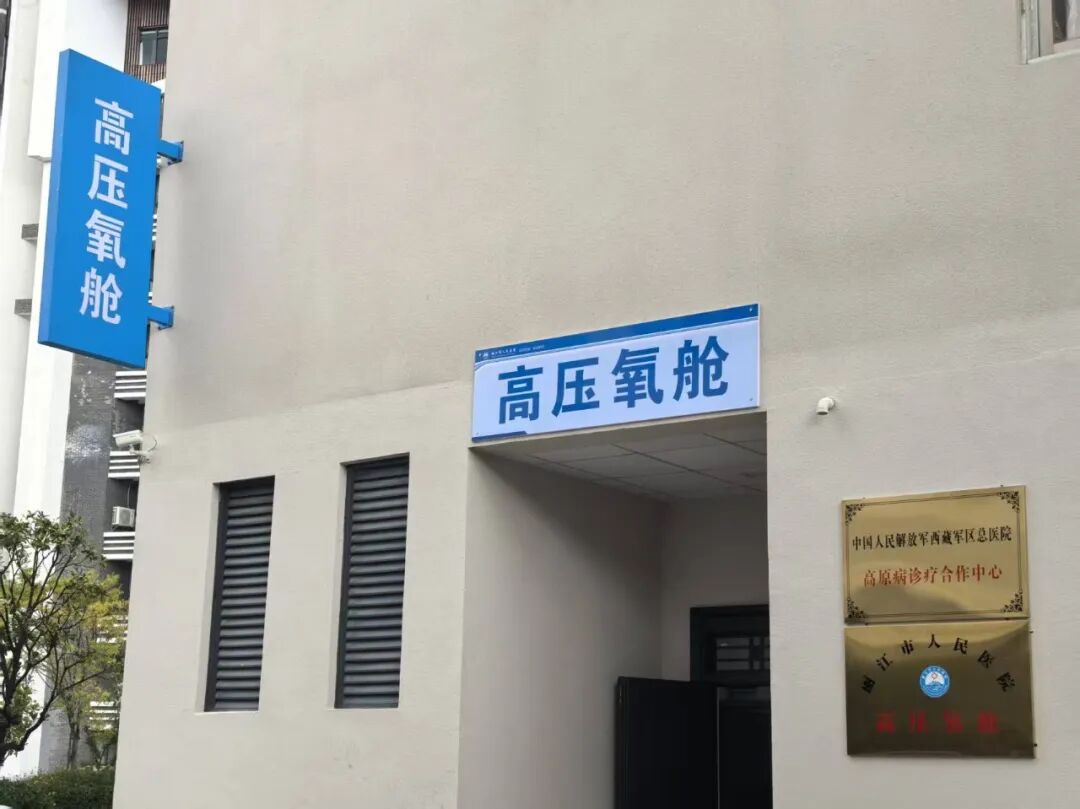 高压氧舱
高压氧舱
中国人民解放军西藏军区总医院
高原病诊疗合作中心
丽江市人民医院
高压氧舱